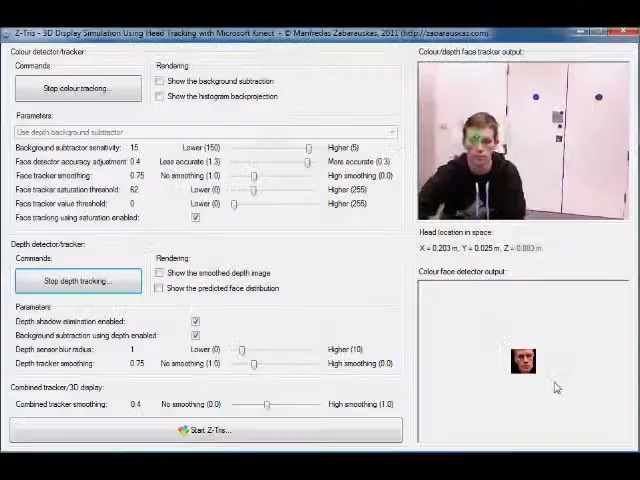 Z-Tris - 3D Display Simulation Using Head Tracking with Microsoft Kinect - © Manfredas Zabarauskas, 2011 (http://zabarauskas.com)
Colour detector/tracker:
Commands:
Rendering:
Stop colour tracking...
Show the background subtraction
Show the histogram backprojection
Parameters:
Use depth background subtractor
Background subtractor sensitivity: 15 Lower (150) Higher (5)
Face detector accuracy adjustment: 0.4 Less accurate (1.3) More accurate (0.3)
Face tracker smoothing: 0.75 No smoothing (1.0) High smoothing (0.0)
Face tracker saturation threshold: 62 Lower (0) Higher (255)
Face tracker value threshold: 0 Lower (0) Higher (255)
Face tracking using saturation enabled:
Depth detector/tracker:
Commands:
Rendering:
Stop depth tracking...
Show the smoothed depth image
Show the predicted face distribution
Parameters:
Depth shadow elimination enabled:
Background subtraction using depth enabled:
Depth sensor blur radius: 1 Lower (0) Higher (10)
Depth tracker smoothing: 0.75 No smoothing (1.0) High smoothing (0.0)
Combined tracker/3D display:
Combined tracker smoothing: 0.4 No smoothing (0.0) High smoothing (1.0)
Start Z-Tris...
Colour/depth face tracker output:
Head location in space:
X = 0.203 m, Y = 0.025 m, Z = 0.883 m
Colour face detector output: